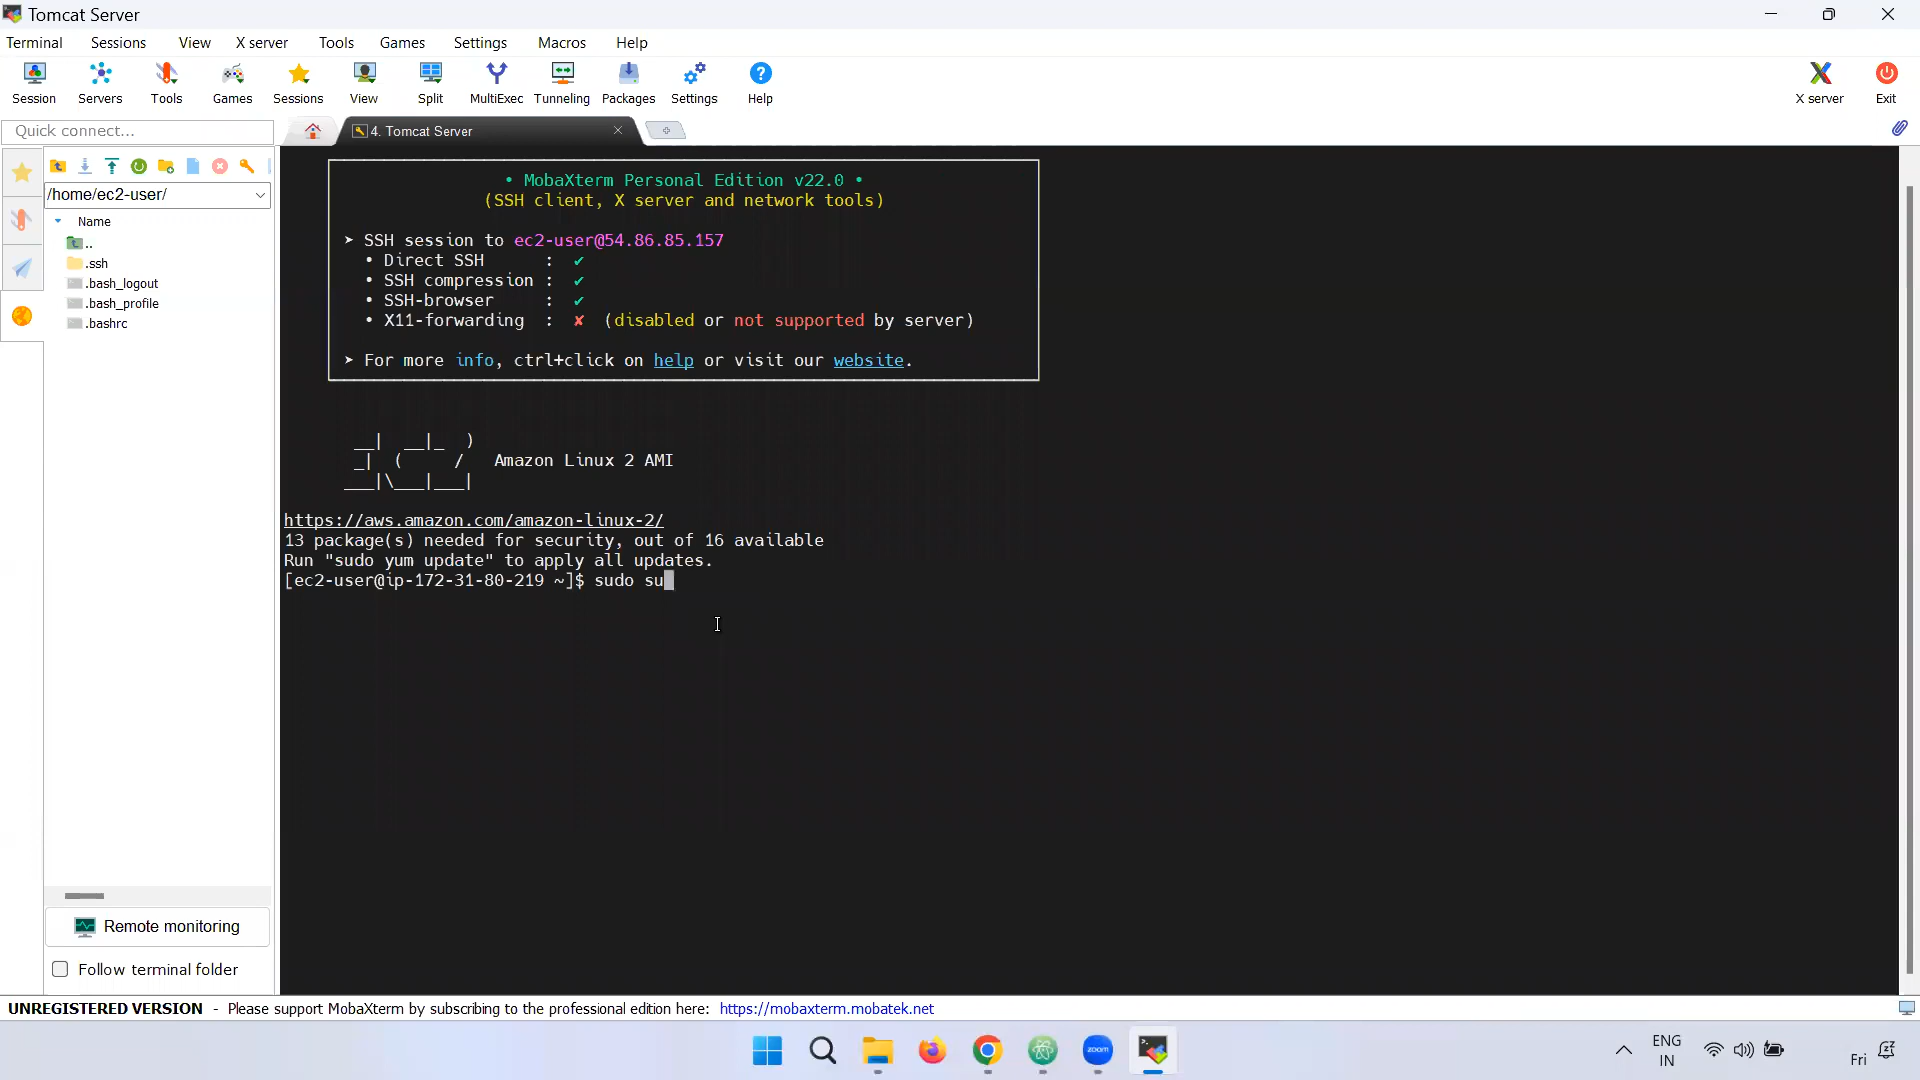 Tomcat Server
Terminal Sessions View X server Tools Games Settings Macros Help
Session Servers Tools Games Sessions View Split MultiExec Tunneling Packages Settings Help X server Exit
Quick connect...
4. Tomcat Server
/home/ec2-user/
Name
..
.ssh
.bash_logout
.bash_profile
.bashrc
• MobaXterm Personal Edition v22.0 •
(SSH client, X server and network tools)
➤ SSH session to ec2-user@54.86.85.157
• Direct SSH : ✔
• SSH compression : ✔
• SSH-browser : ✔
• X11-forwarding : ✘ (disabled or not supported by server)
➤ For more info, ctrl+click on help or visit our website.
__| __|_ )
_| ( / Amazon Linux 2 AMI
___|\___|___|
https://aws.amazon.com/amazon-linux-2/
13 package(s) needed for security, out of 16 available
Run "sudo yum update" to apply all updates.
[ec2-user@ip-172-31-80-219 ~]$ sudo su
Remote monitoring
Follow terminal folder
UNREGISTERED VERSION - Please support MobaXterm by subscribing to the professional edition here: https://mobaxterm.mobatek.net
zoom
ENG
IN
Fri